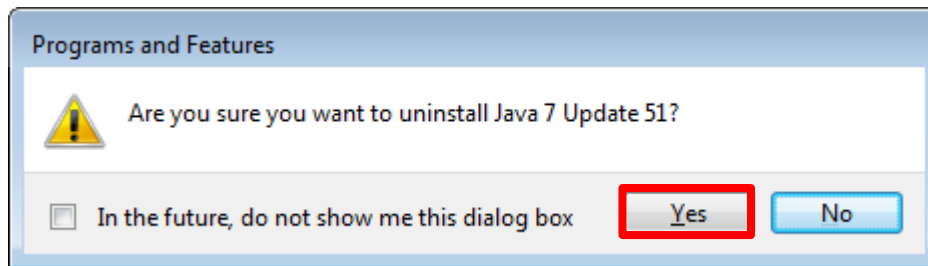 Programs and Features
Are you sure you want to uninstall Java 7 Update 51?
In the future, do not show me this dialog box
Yes
No